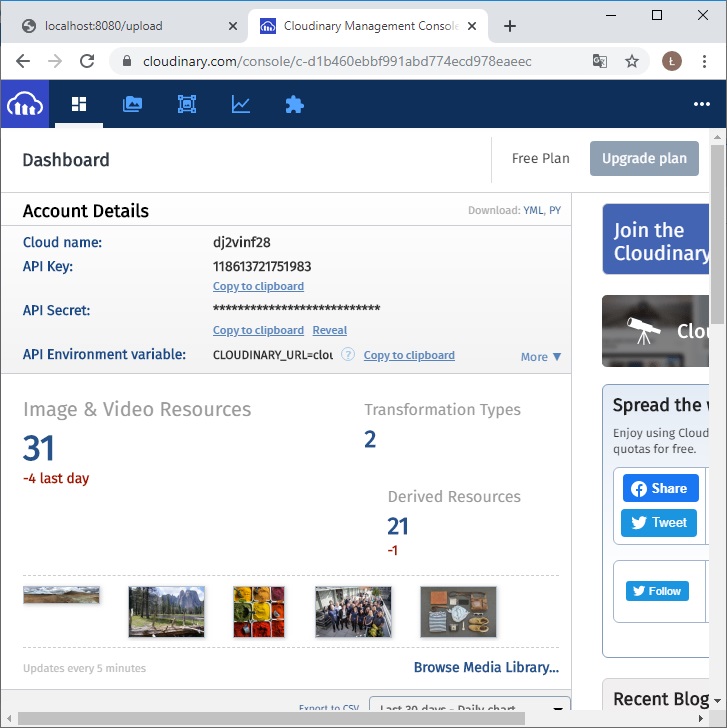 localhost:8080/upload
Cloudinary Management Console
cloudinary.com/console/c-d1b460ebbf991abd774ecd978eaeec
Dashboard
Free Plan
Upgrade plan
Account Details
Download: YML, PY
Cloud name: dj2vinf28
API Key: 118613721751983
Copy to clipboard
API Secret: ***************************
Copy to clipboard Reveal
API Environment variable: CLOUDINARY_URL=clou ? Copy to clipboard More ▼
Image & Video Resources
31
-4 last day
Transformation Types
2
Derived Resources
21
-1
Updates every 5 minutes
Browse Media Library...
Export to CSV
Last 30 days - Daily chart
Join the
Cloudinary
Clo
Spread the
Enjoy using Cloud
quotas for free.
Share
Tweet
Follow
Recent Blog